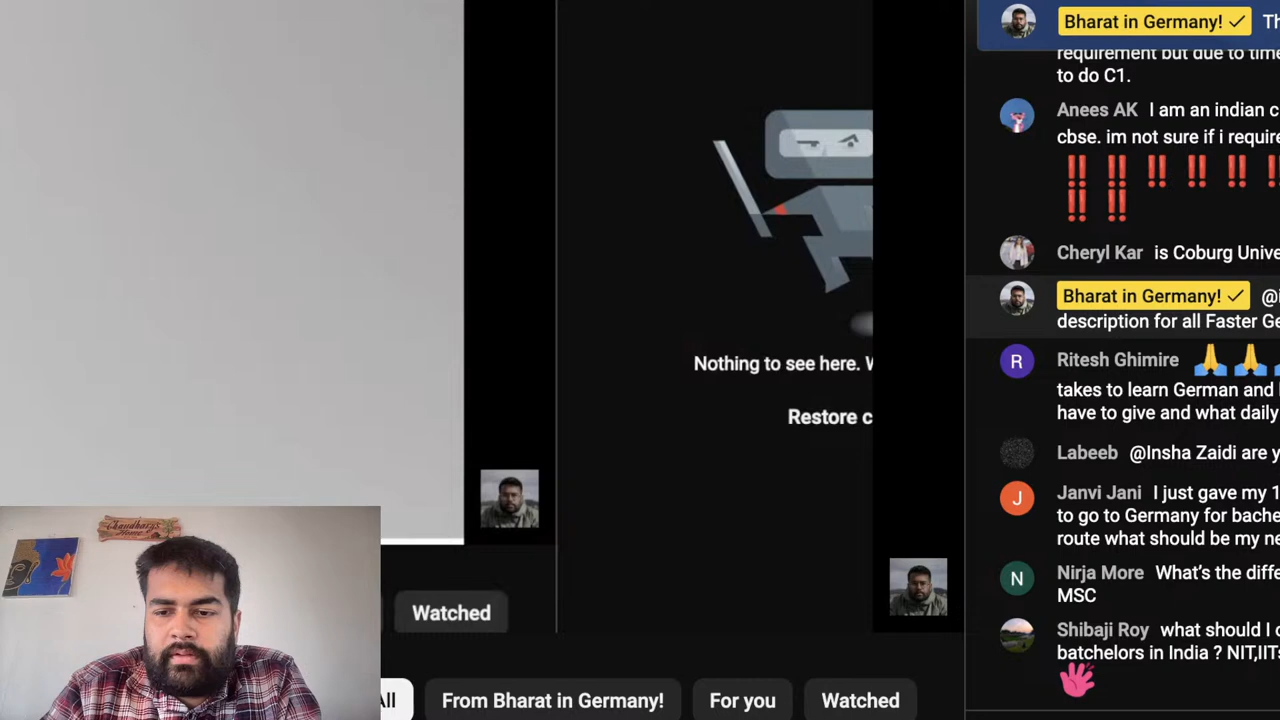 Bharat in Germany! Th
requirement but due to time
to do C1.
Anees AK I am an indian c
cbse. im not sure if i require
Cheryl Kar is Coburg Unive
Bharat in Germany! @i
description for all Faster Ge
Ritesh Ghimire
takes to learn German and
have to give and what daily
Labeeb @Insha Zaidi are y
Janvi Jani I just gave my 1
to go to Germany for bache
route what should be my ne
Nirja More What's the diffe
MSC
Shibaji Roy what should I
batchelors in India ? NIT,IITs
Nothing to see here. W
Restore c
Chaudharys
Home
Watched
All
From Bharat in Germany!
For you
Watched